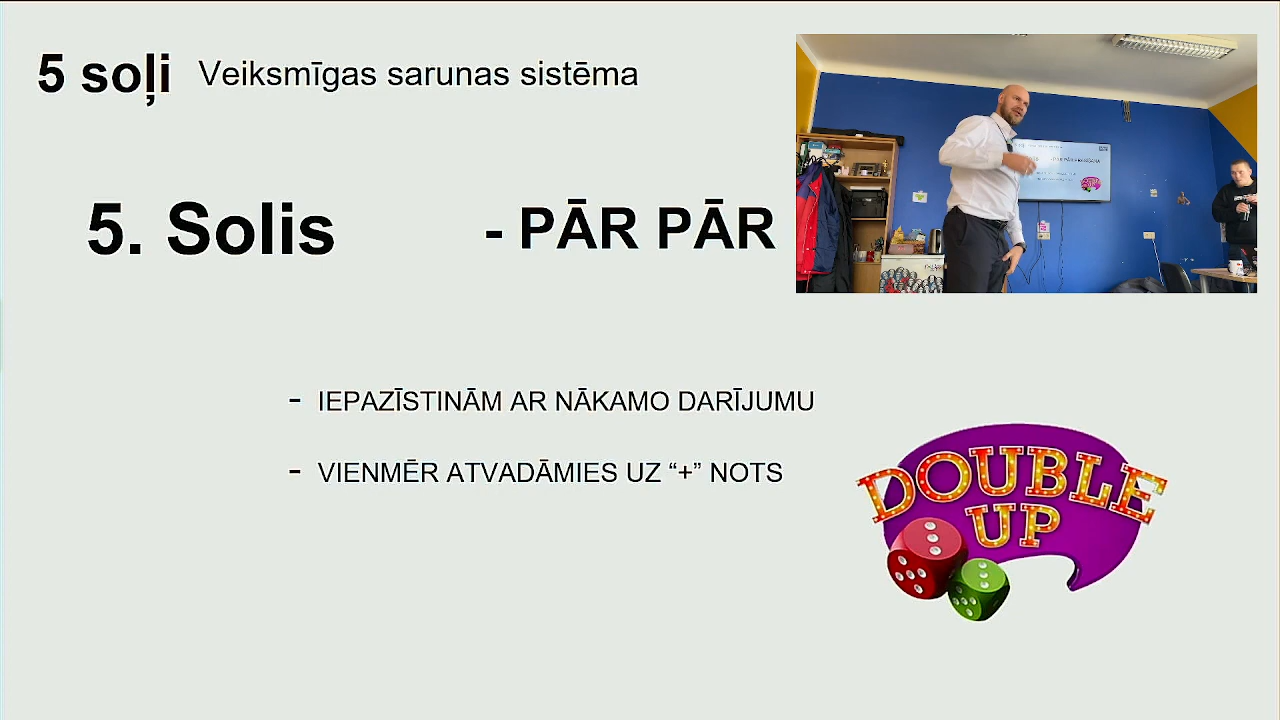 5 soļi Veiksmīgas sarunas sistēma
5. Solis - PĀR PĀR
- IEPAZĪSTINĀM AR NĀKAMO DARĪJUMU
- VIENMĒR ATVADĀMIES UZ “+” NOTS
DOUBLE
UP